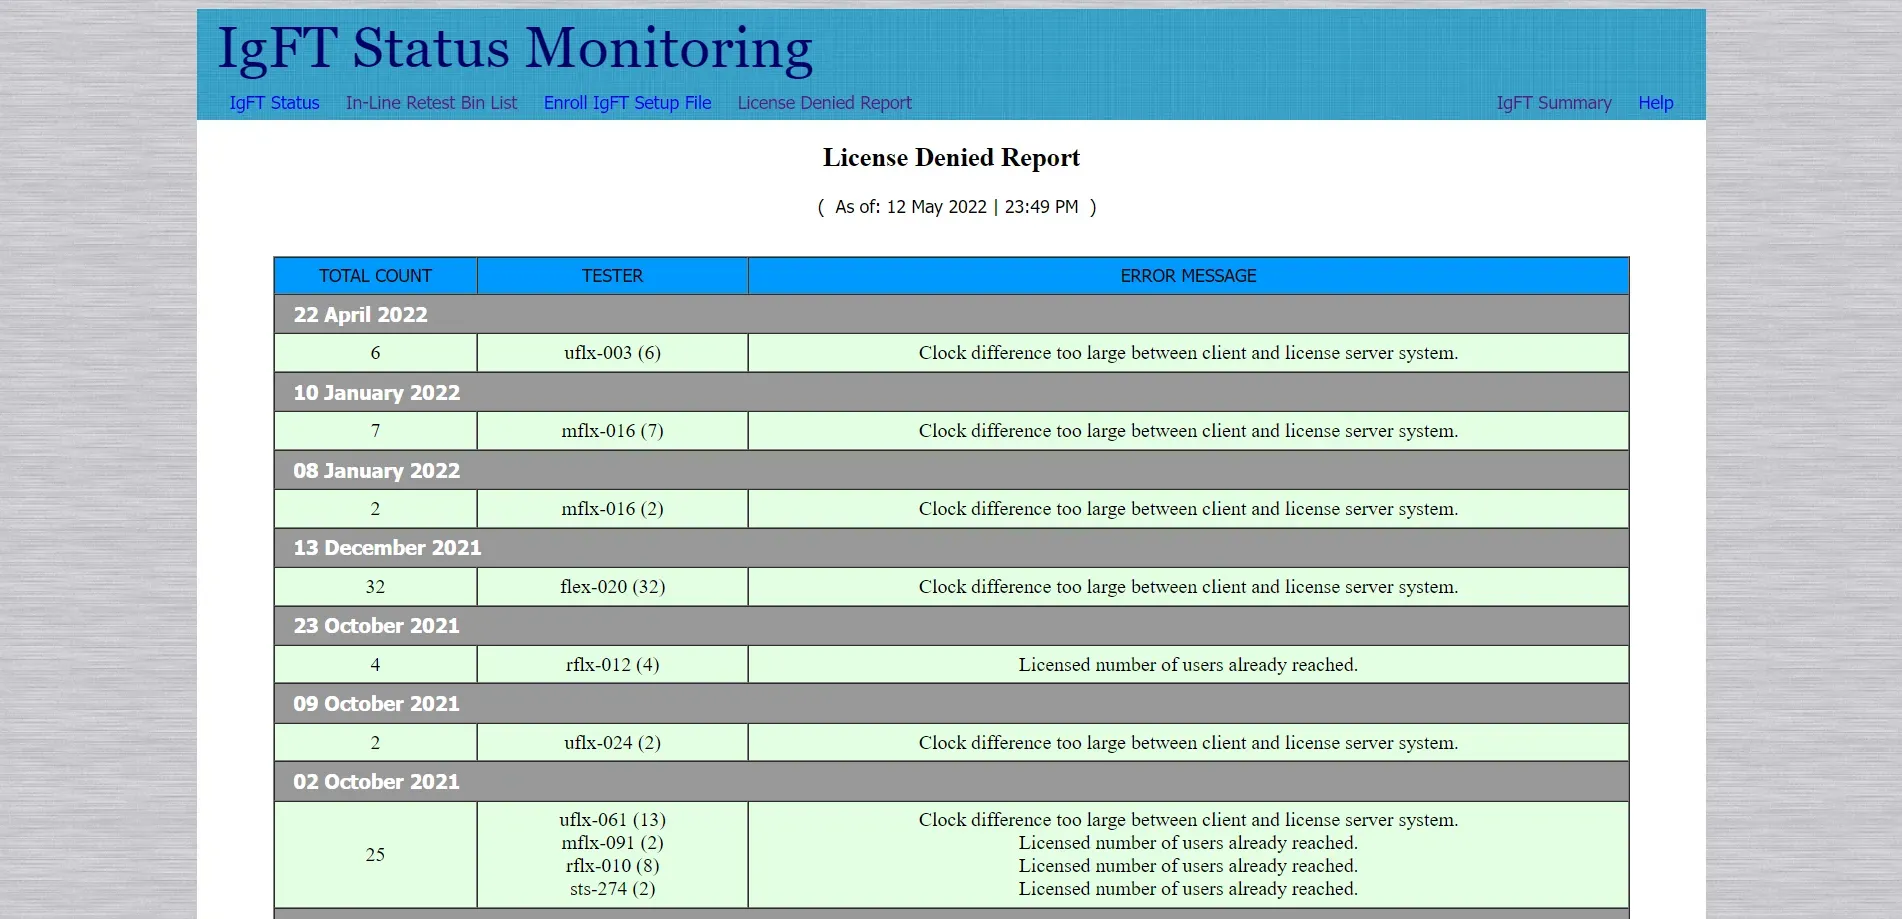 IgFT Status Monitoring
IgFT Status In-Line Retest Bin List Enroll IgFT Setup File License Denied Report IgFT Summary Help
License Denied Report
( As of: 12 May 2022 | 23:49 PM )
TOTAL COUNT TESTER ERROR MESSAGE
22 April 2022
6 uflx-003 (6) Clock difference too large between client and license server system.
10 January 2022
7 mflx-016 (7) Clock difference too large between client and license server system.
08 January 2022
2 mflx-016 (2) Clock difference too large between client and license server system.
13 December 2021
32 flex-020 (32) Clock difference too large between client and license server system.
23 October 2021
4 rflx-012 (4) Licensed number of users already reached.
09 October 2021
2 uflx-024 (2) Clock difference too large between client and license server system.
02 October 2021
25
uflx-061 (13) Clock difference too large between client and license server system.
mflx-091 (2) Licensed number of users already reached.
rflx-010 (8) Licensed number of users already reached.
sts-274 (2) Licensed number of users already reached.